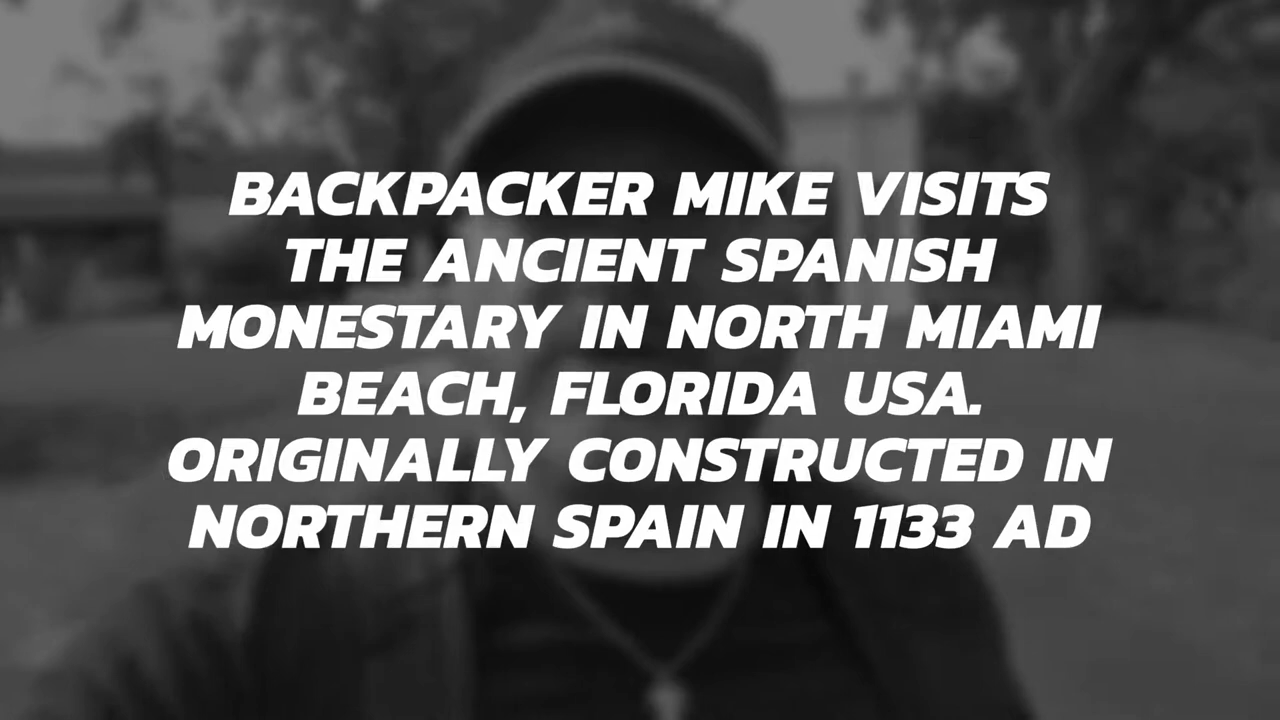 BACKPACKER MIKE VISITS
THE ANCIENT SPANISH
MONESTARY IN NORTH MIAMI
BEACH, FLORIDA USA.
ORIGINALLY CONSTRUCTED IN
NORTHERN SPAIN IN 1133 AD